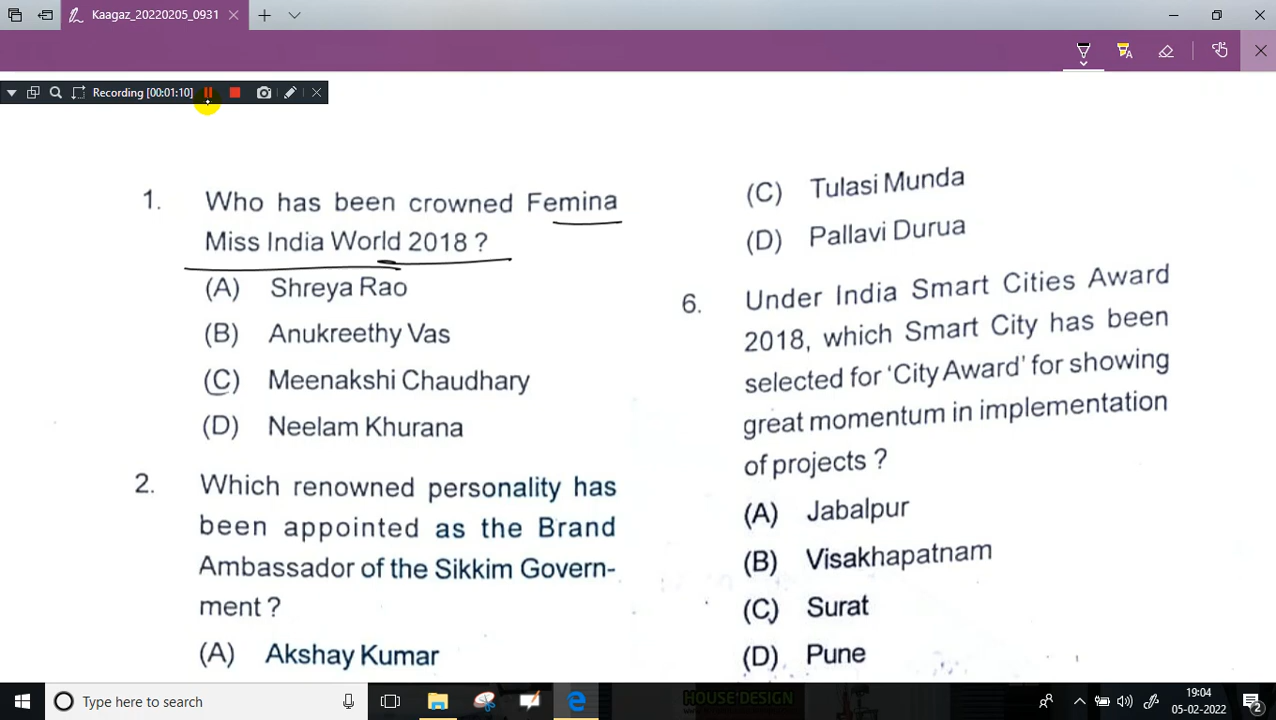 Kaagaz_20220205_0931
Recording [00:01:10]
1. Who has been crowned Femina
Miss India World 2018 ?
(A) Shreya Rao
(B) Anukreethy Vas
(C) Meenakshi Chaudhary
(D) Neelam Khurana
2. Which renowned personality has
been appointed as the Brand
Ambassador of the Sikkim Govern-
ment ?
(A) Akshay Kumar
(C) Tulasi Munda
(D) Pallavi Durua
6. Under India Smart Cities Award
2018, which Smart City has been
selected for ‘City Award’ for showing
great momentum in implementation
of projects ?
(A) Jabalpur
(B) Visakhapatnam
(C) Surat
(D) Pune
Type here to search
HOUSE DESIGN
19:04
05-02-2022
2